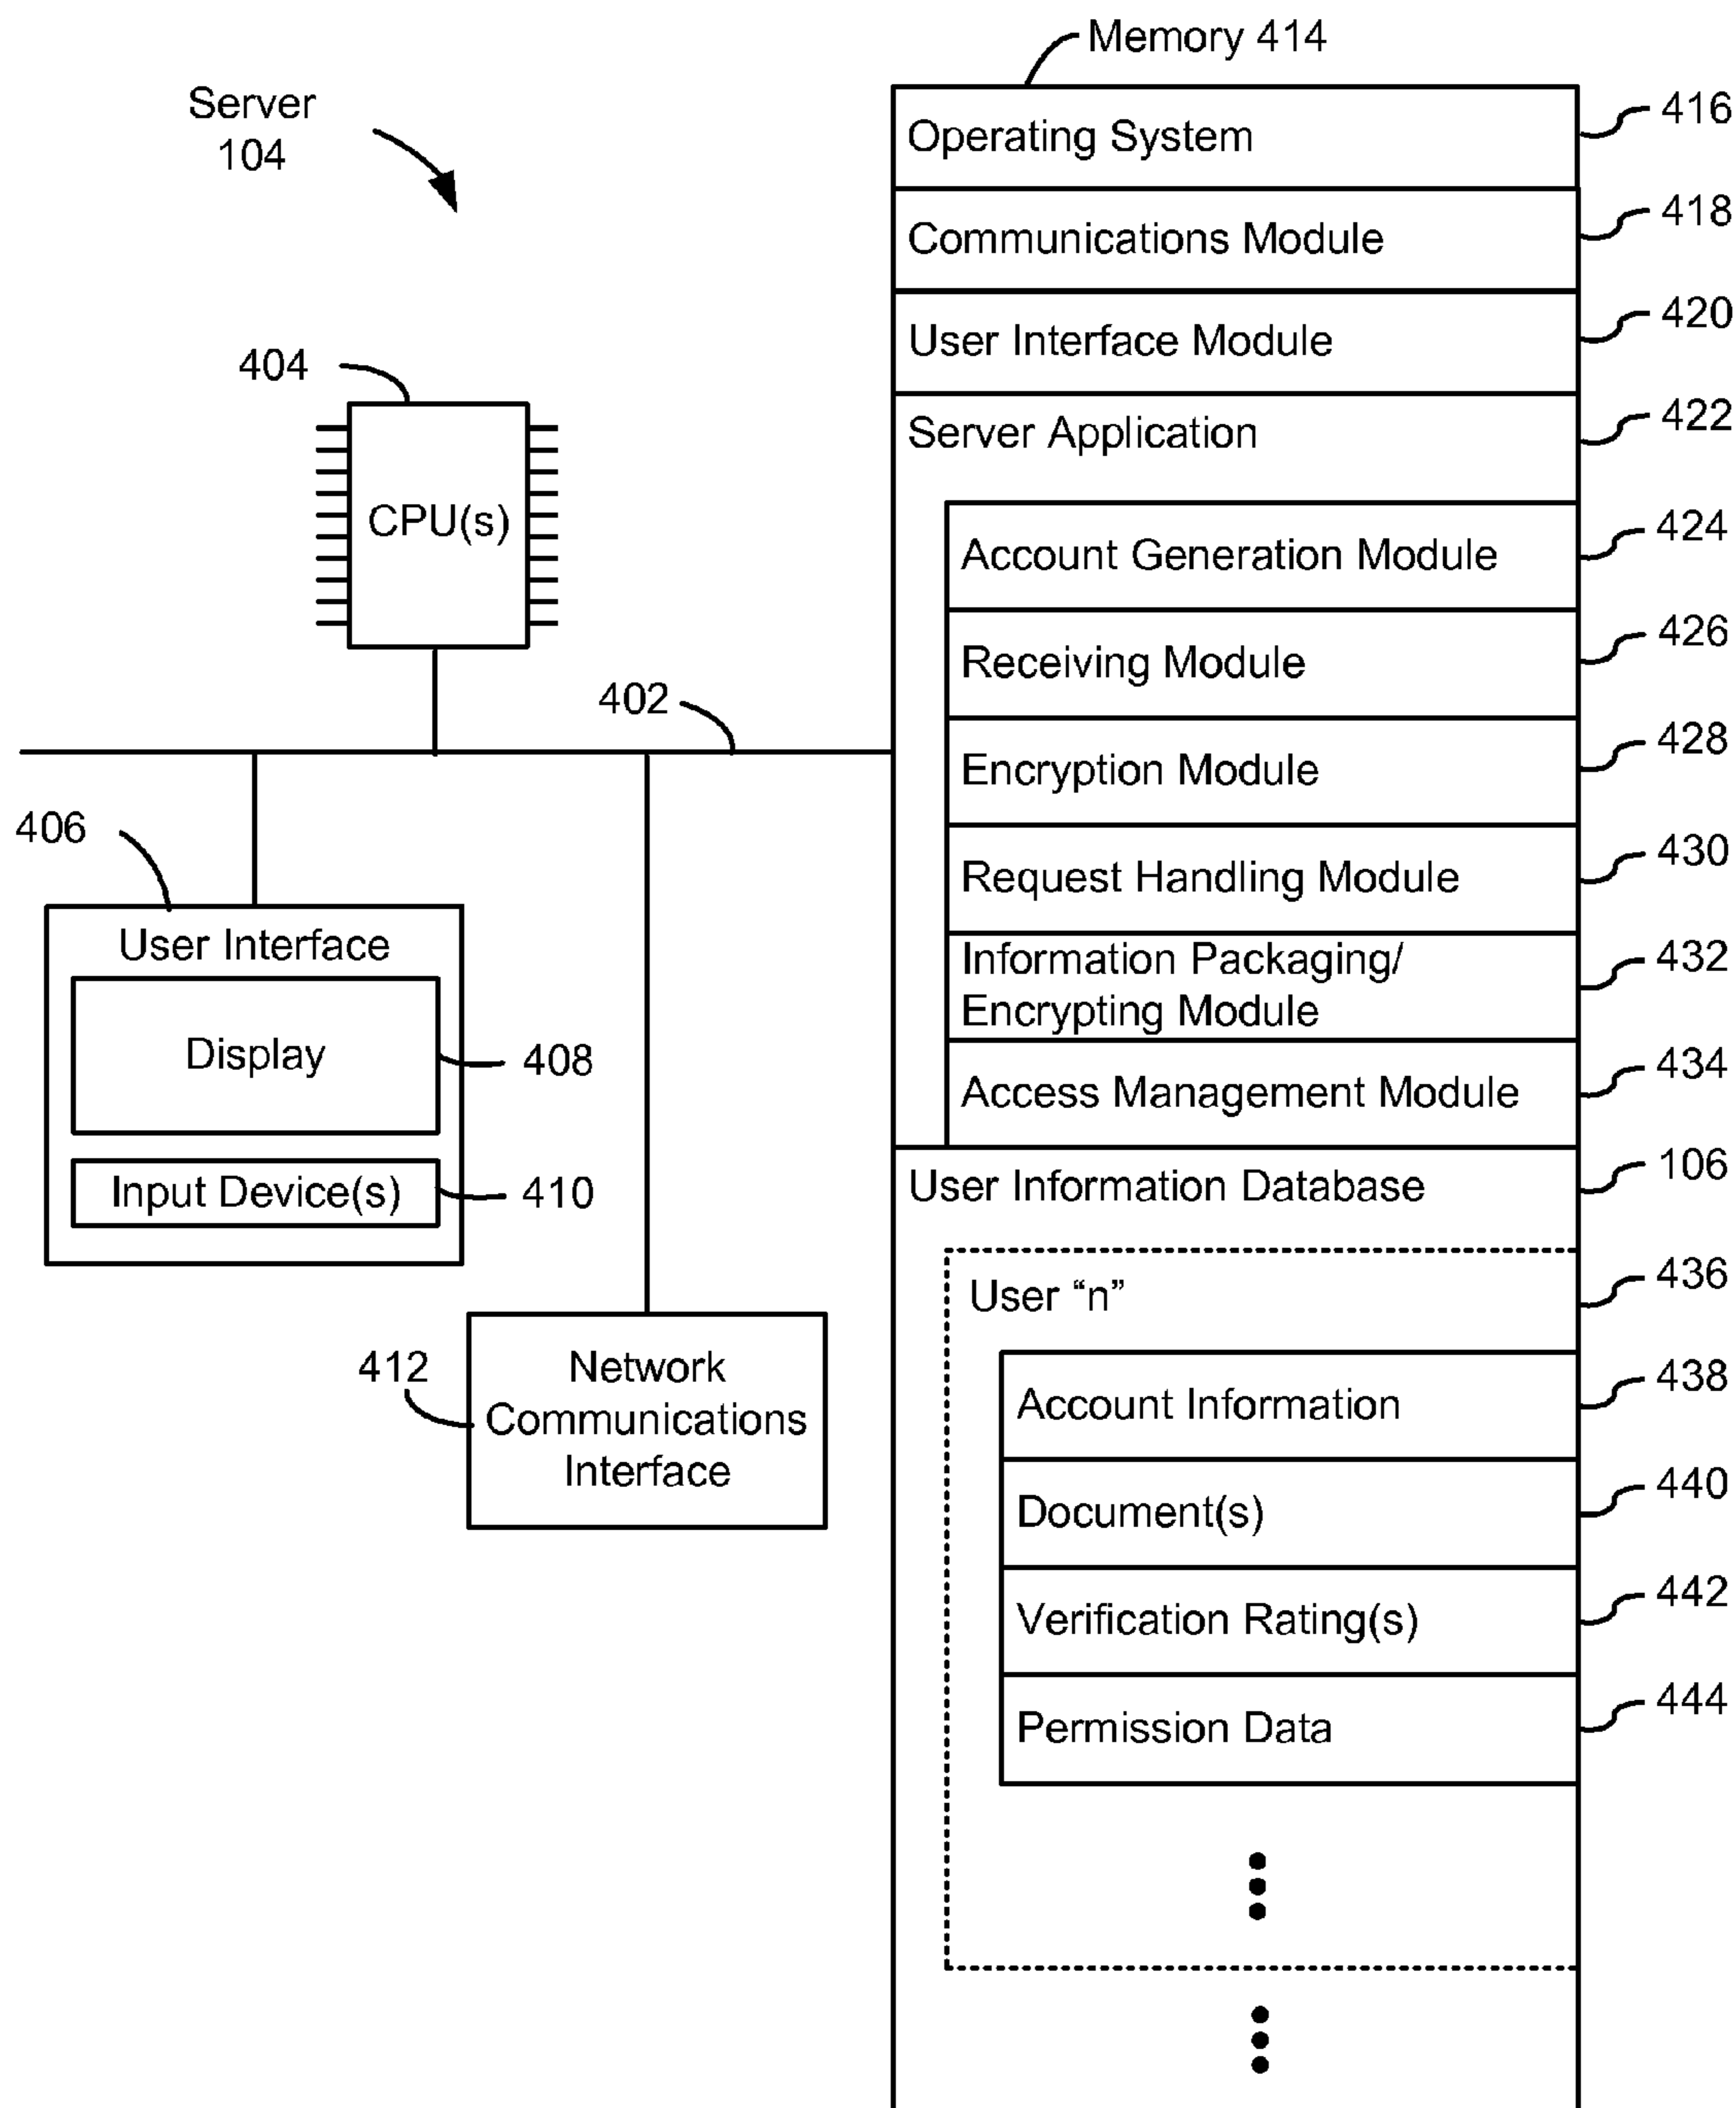 Memory 414
Server
104
Operating System
416
Communications Module
418
User Interface Module
420
Server Application
422
Account Generation Module
424
Receiving Module
426
Encryption Module
428
Request Handling Module
430
Information Packaging/
Encrypting Module
432
Access Management Module
434
User Information Database
106
User “n”
436
Account Information
438
Document(s)
440
Verification Rating(s)
442
Permission Data
444
404
CPU(s)
402
406
User Interface
Display
408
Input Device(s)
410
412
Network
Communications
Interface